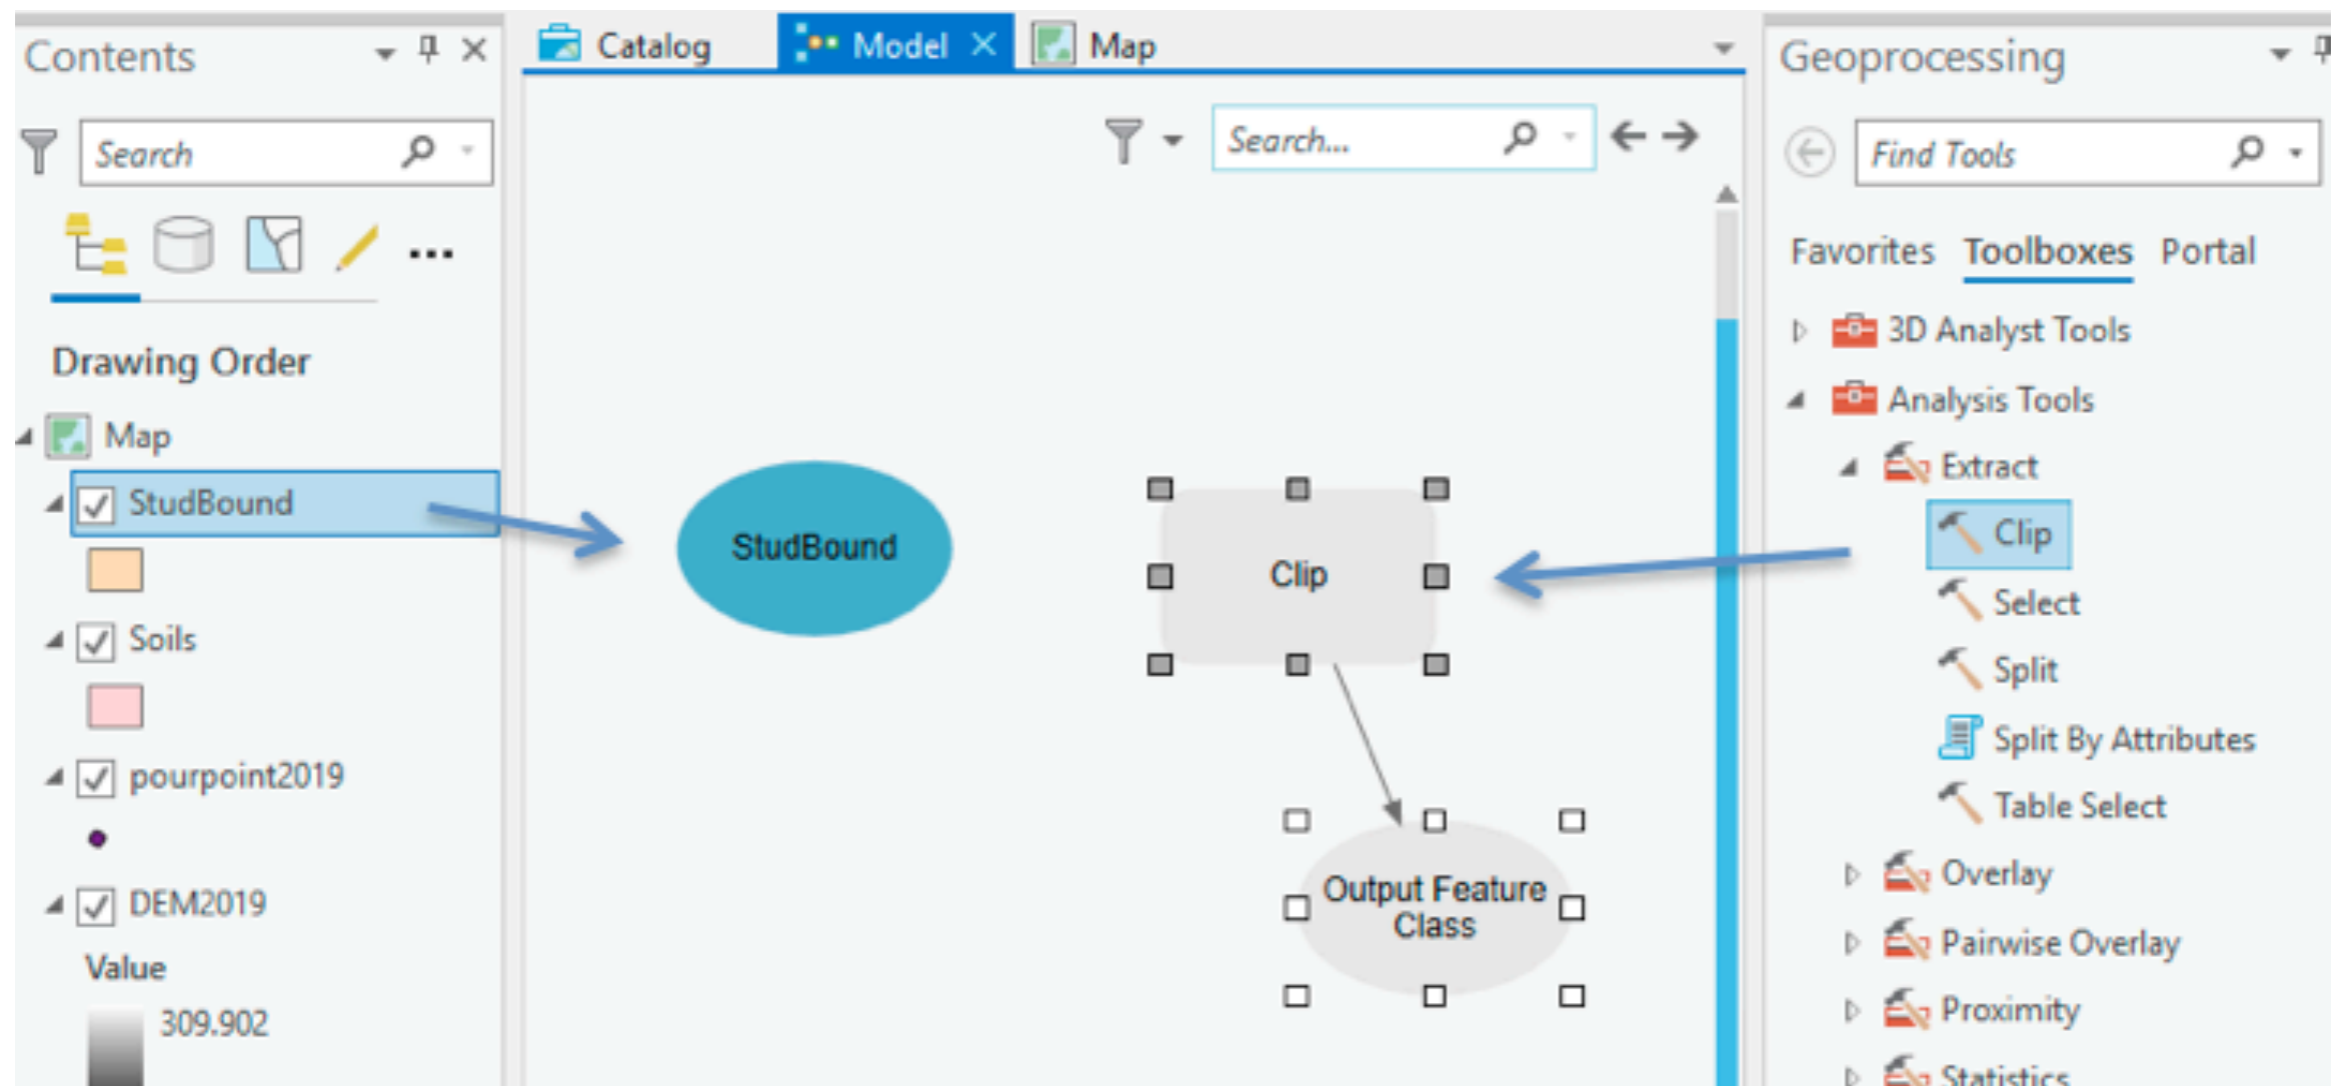 Contents
Search
Drawing Order
Map
StudBound
Soils
pourpoint2019
DEM2019
Value
309.902
Catalog
Model
Map
Search...
StudBound
Clip
Output Feature
Class
Geoprocessing
Find Tools
Favorites Toolboxes Portal
3D Analyst Tools
Analysis Tools
Extract
Clip
Select
Split
Split By Attributes
Table Select
Overlay
Pairwise Overlay
Proximity
Statistics